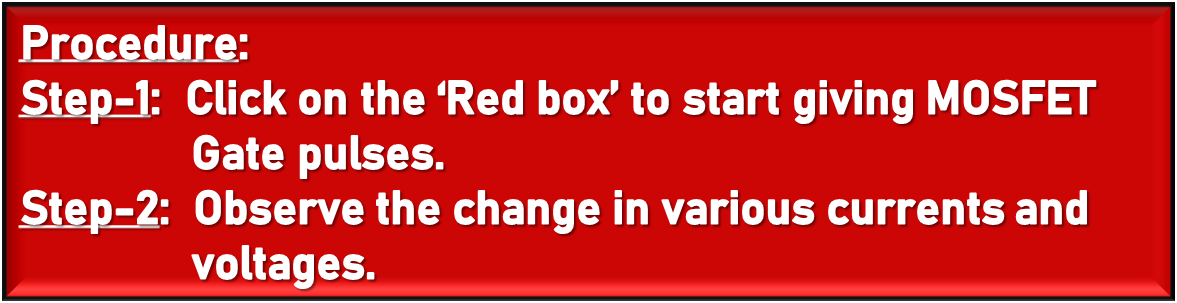 Procedure:
Step-1:  Click on the ‘Red box’ to start giving MOSFET
Gate pulses.
Step-2:  Observe the change in various currents and
voltages.